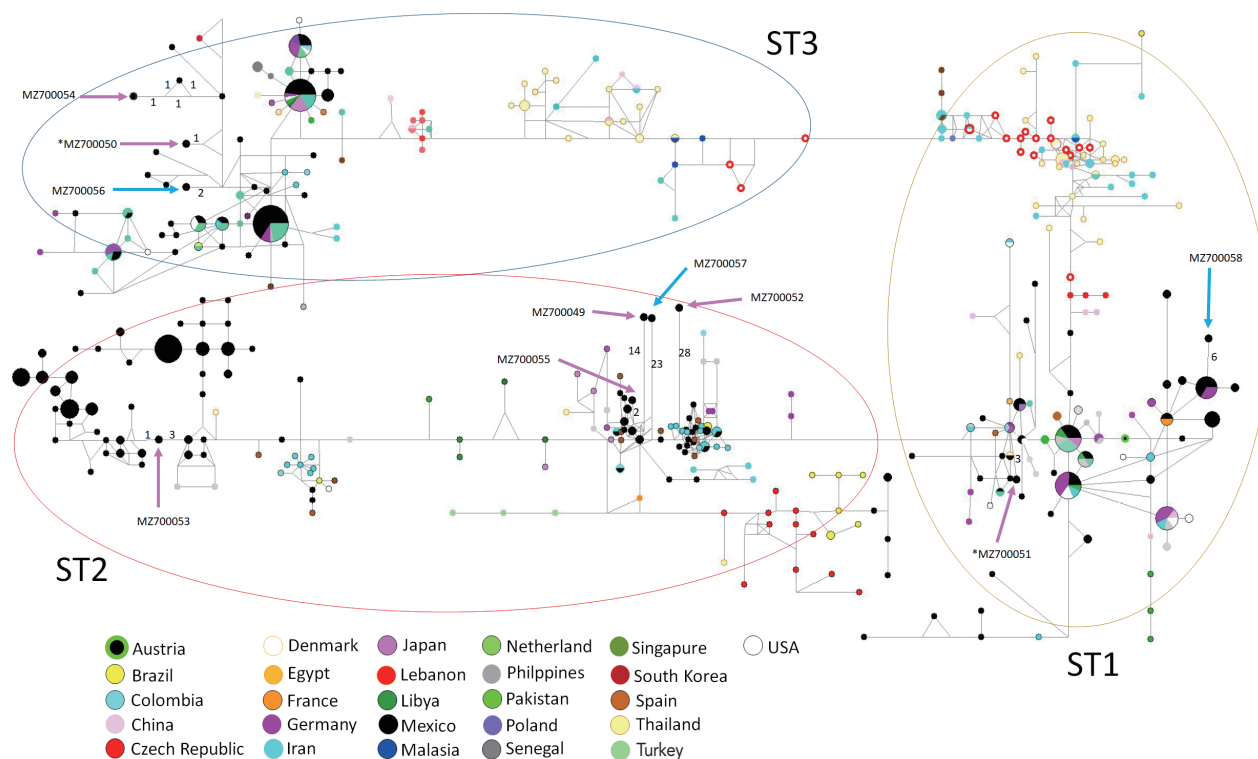 ST3
MZ700054
1
1
1
1
*MZ700050
1
MZ700056
2
MZ700058
MZ700057
MZ700052
MZ700049
14
28
23
6
MZ700055
2
1
3
3
MZ700053
*MZ700051
ST2
ST1
Austria
Denmark
Japan
Netherland
Singapure
USA
Brazil
Egypt
Lebanon
Philppines
South Korea
Colombia
France
Libya
Pakistan
Spain
China
Germany
Mexico
Poland
Thailand
Czech Republic
Iran
Malasia
Senegal
Turkey